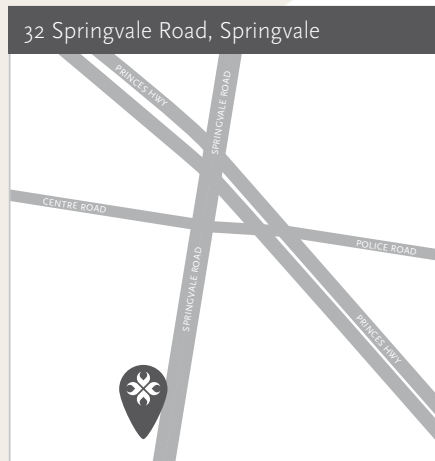 32 Springvale Road, Springvale
PRINCES HWY
SPRINGVALE ROAD
CENTRE ROAD
POLICE ROAD
SPRINGVALE ROAD
PRINCES HWY